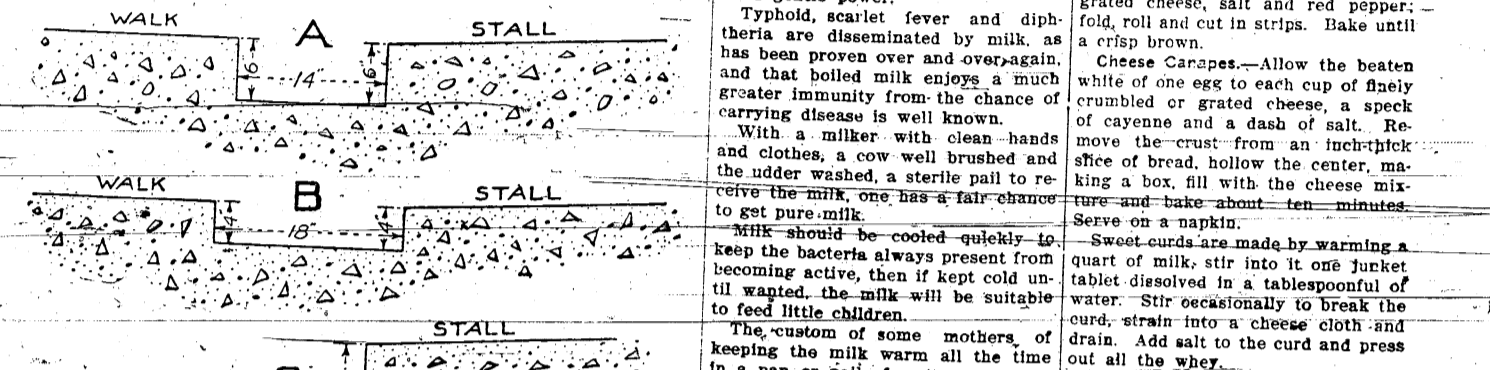 WALK
A
STALL
6"
14"
6"
WALK
B
STALL
4"
18"
4"
STALL
Typhoid, scarlet fever and diph-
theria are disseminated by milk, as
has been proven over and over again,
and that boiled milk enjoys a much
greater immunity from the chance of
carrying disease is well known.
With a milker with clean hands
and clothes, a cow well brushed and
the udder washed, a sterile pail to re-
ceive the milk, one has a fair chance
to get pure milk.
Milk should be cooled quickly to
keep the bacteria always present from
becoming active, then if kept cold un-
til wanted, the milk will be suitable
to feed little children.
The custom of some mothers of
keeping the milk warm all the time
grated cheese, salt and red pepper;
fold, roll and cut in strips. Bake until
a crisp brown.
Cheese Canapes.—Allow the beaten
white of one egg to each cup of finely
crumbled or grated cheese, a speck
of cayenne and a dash of salt. Re-
move the crust from an inch-thick
slice of bread, hollow the center, ma-
king a box, fill with the cheese mix-
ture and bake about ten minutes.
Serve on a napkin.
Sweet curds are made by warming a
quart of milk, stir into it one junket
tablet dissolved in a tablespoonful of
water. Stir occasionally to break the
curd, strain into a cheese cloth and
drain. Add salt to the curd and press
out all the whey.